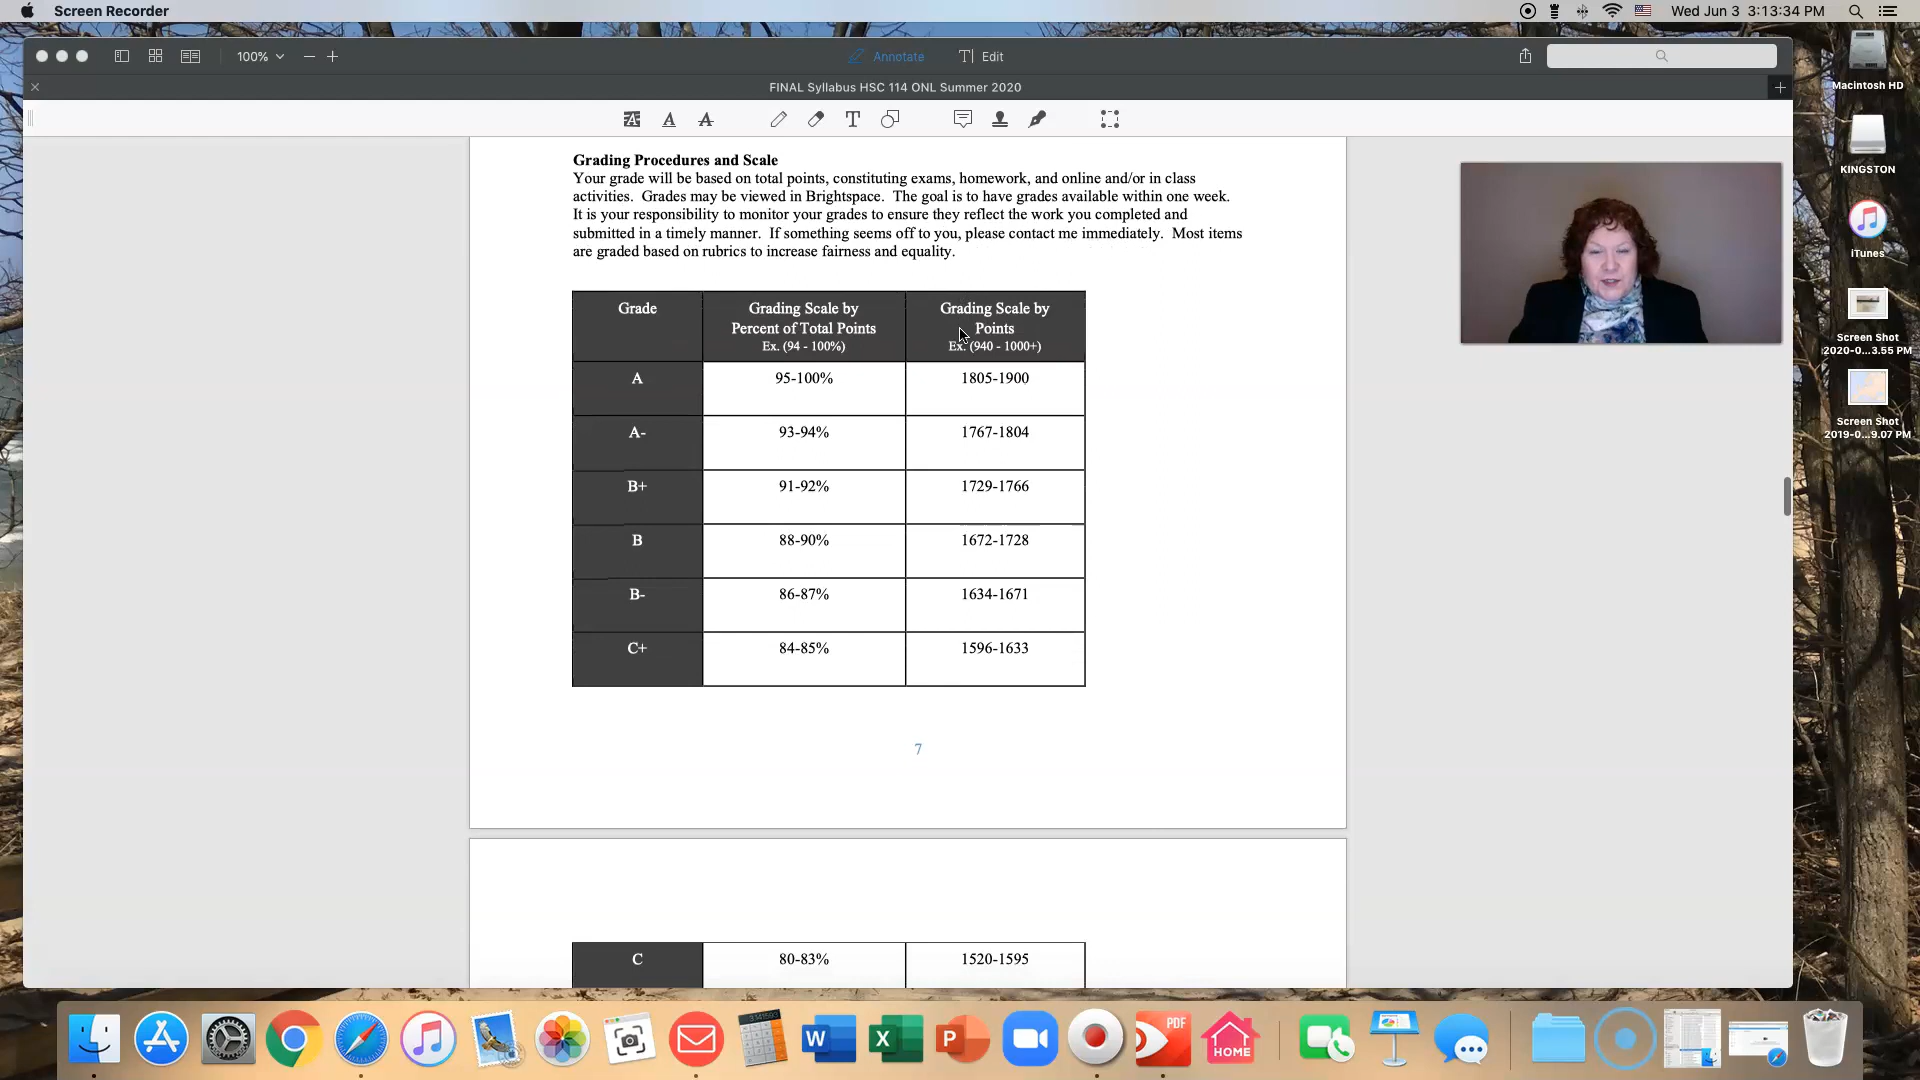 Screen Recorder
Wed Jun 3 3:13:34 PM
100%
Annotate
Edit
FINAL Syllabus HSC 114 ONL Summer 2020
Grading Procedures and Scale
Your grade will be based on total points, constituting exams, homework, and online and/or in class
activities. Grades may be viewed in Brightspace. The goal is to have grades available within one week.
It is your responsibility to monitor your grades to ensure they reflect the work you completed and
submitted in a timely manner. If something seems off to you, please contact me immediately. Most items
are graded based on rubrics to increase fairness and equality.
Grade
Grading Scale by
Percent of Total Points
Ex. (94 - 100%)
Grading Scale by
Points
Ex. (940 - 1000+)
A
95-100%
1805-1900
A-
93-94%
1767-1804
B+
91-92%
1729-1766
B
88-90%
1672-1728
B-
86-87%
1634-1671
C+
84-85%
1596-1633
7
C
80-83%
1520-1595
Macintosh HD
KINGSTON
iTunes
Screen Shot
2020-0...3.55 PM
Screen Shot
2019-0...9.07 PM
W
X
P
PDF
HOME